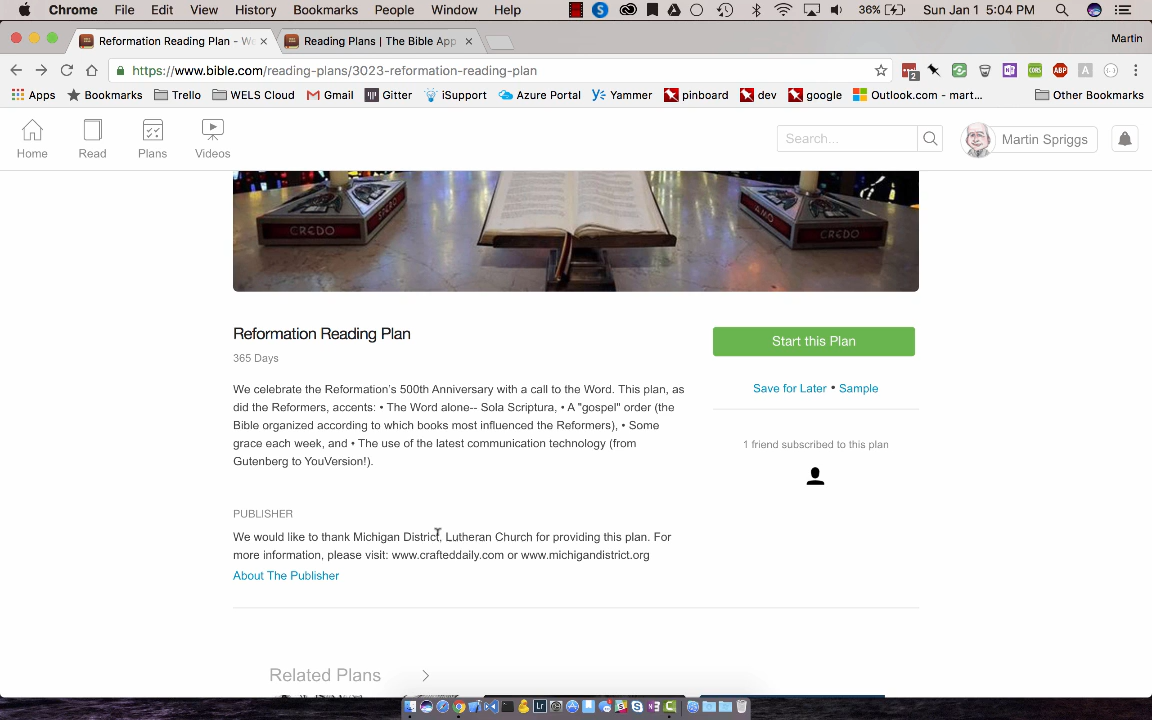 Chrome File Edit View History Bookmarks People Window Help 36% Sun Jan 1 5:04 PM
Reformation Reading Plan - We × Reading Plans | The Bible App × Martin
https://www.bible.com/reading-plans/3023-reformation-reading-plan
2 CORS ABP A
Apps Bookmarks Trello WELS Cloud Gmail Gitter iSupport Azure Portal Yammer pinboard dev google Outlook.com - mart... Other Bookmarks
Home Read Plans Videos Search... Martin Spriggs
CREDO CREDO
Reformation Reading Plan
365 Days
We celebrate the Reformation's 500th Anniversary with a call to the Word. This plan, as
did the Reformers, accents: • The Word alone-- Sola Scriptura, • A "gospel" order (the
Bible organized according to which books most influenced the Reformers), • Some
grace each week, and • The use of the latest communication technology (from
Gutenberg to YouVersion!).
Start this Plan
Save for Later • Sample
1 friend subscribed to this plan
PUBLISHER
We would like to thank Michigan District, Lutheran Church for providing this plan. For
more information, please visit: www.crafteddaily.com or www.michigandistrict.org
About The Publisher
Related Plans